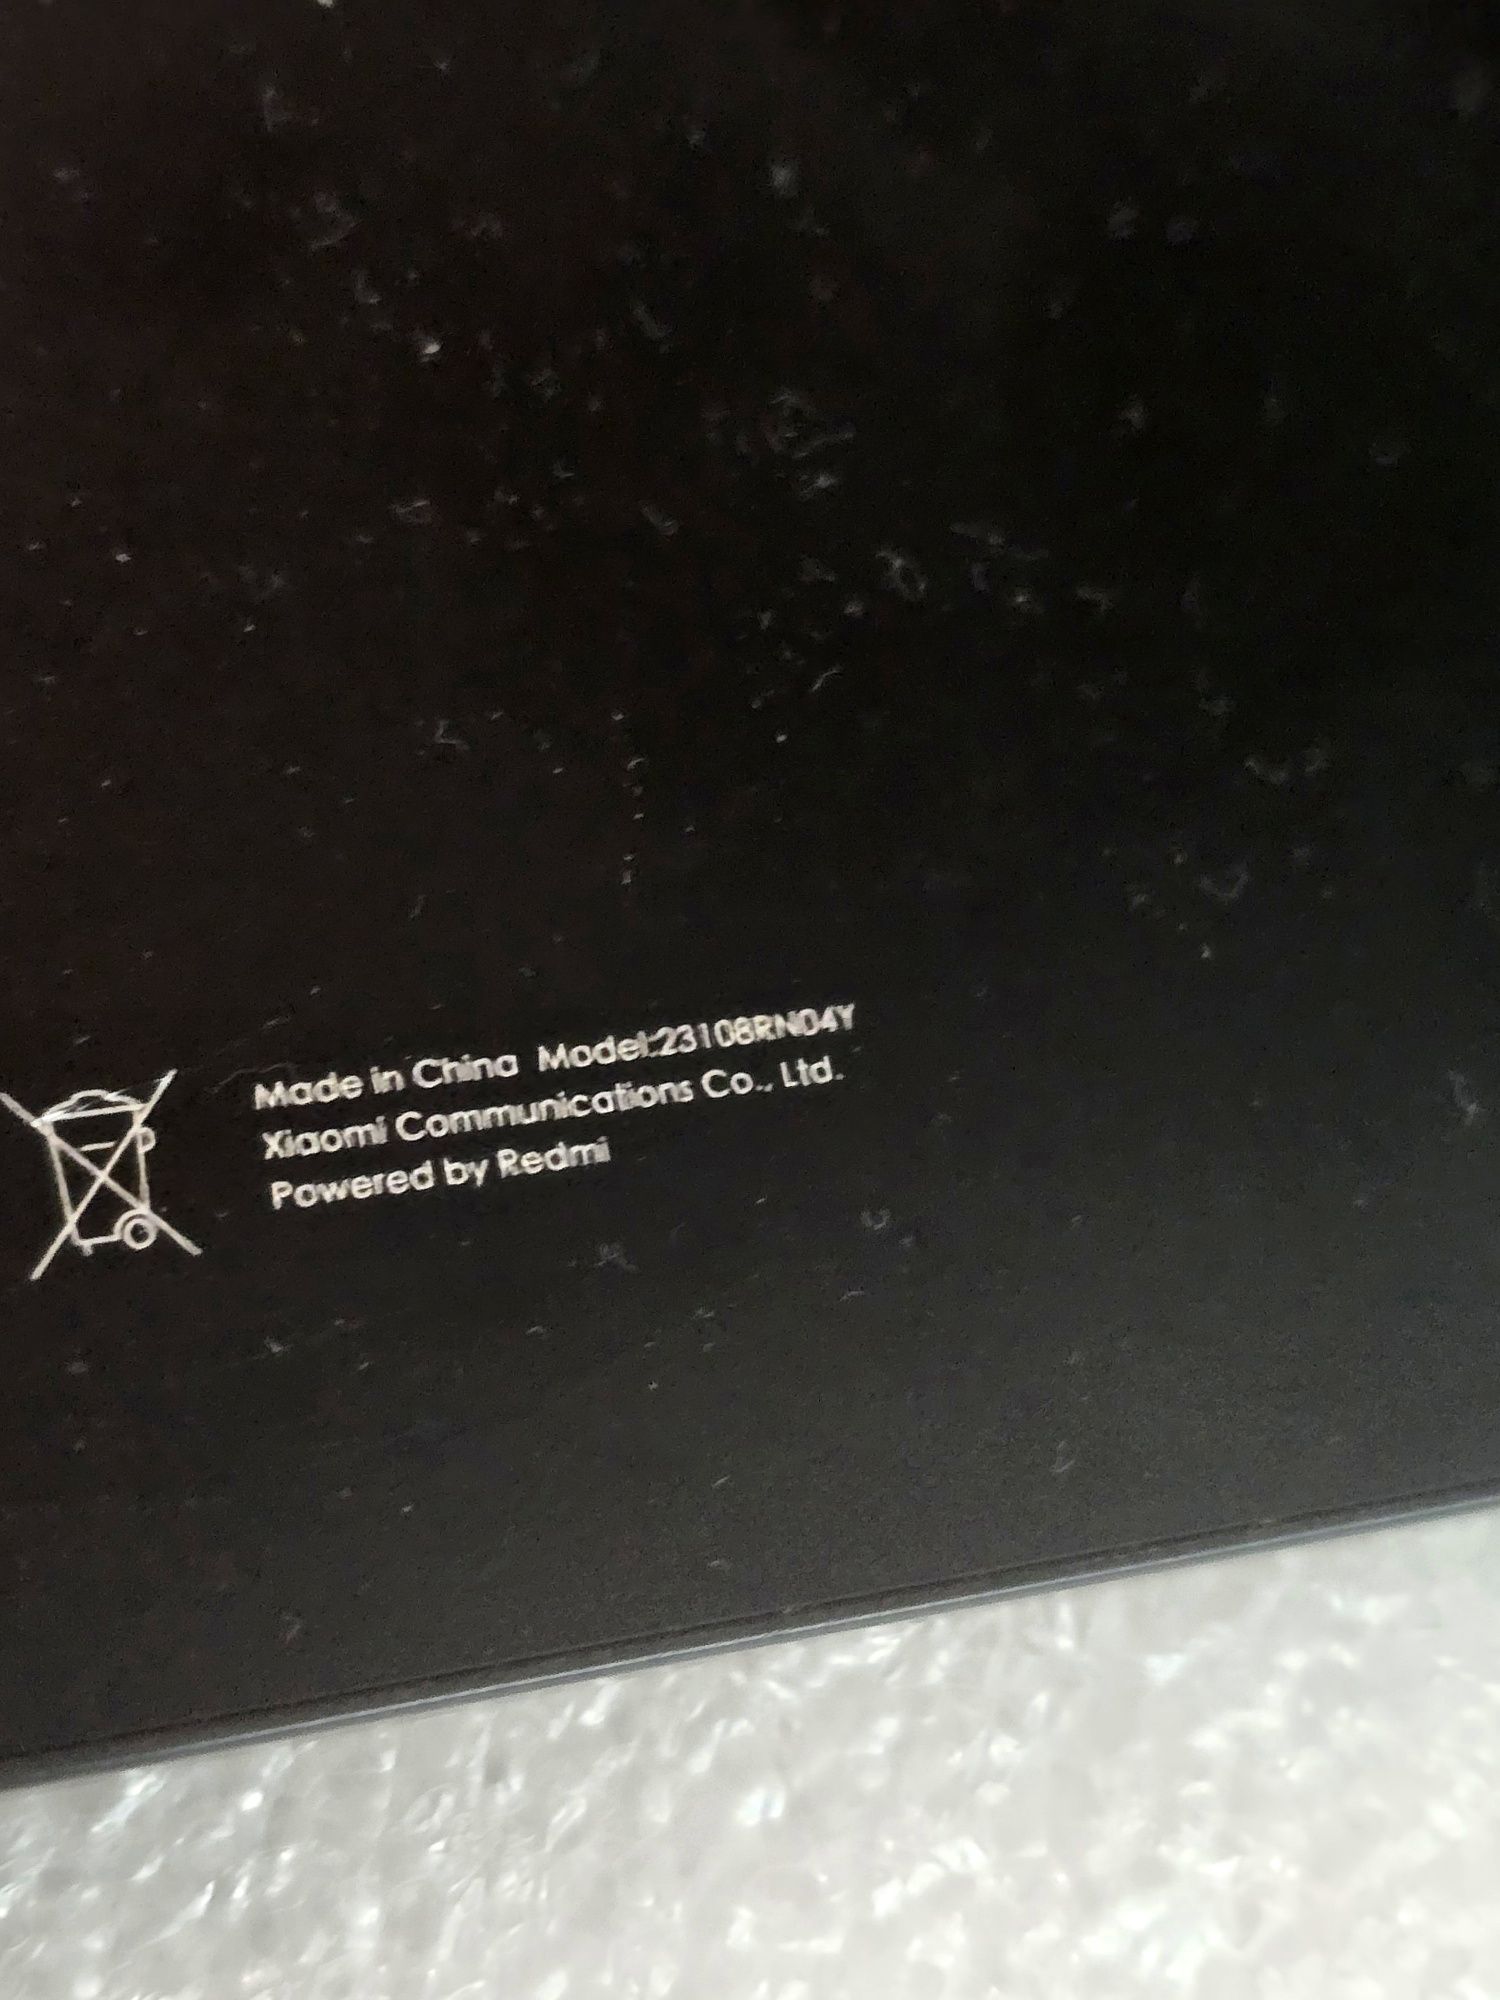 Made in China Model:23108RN04Y
Xiaomi Communications Co., Ltd.
Powered by Redmi